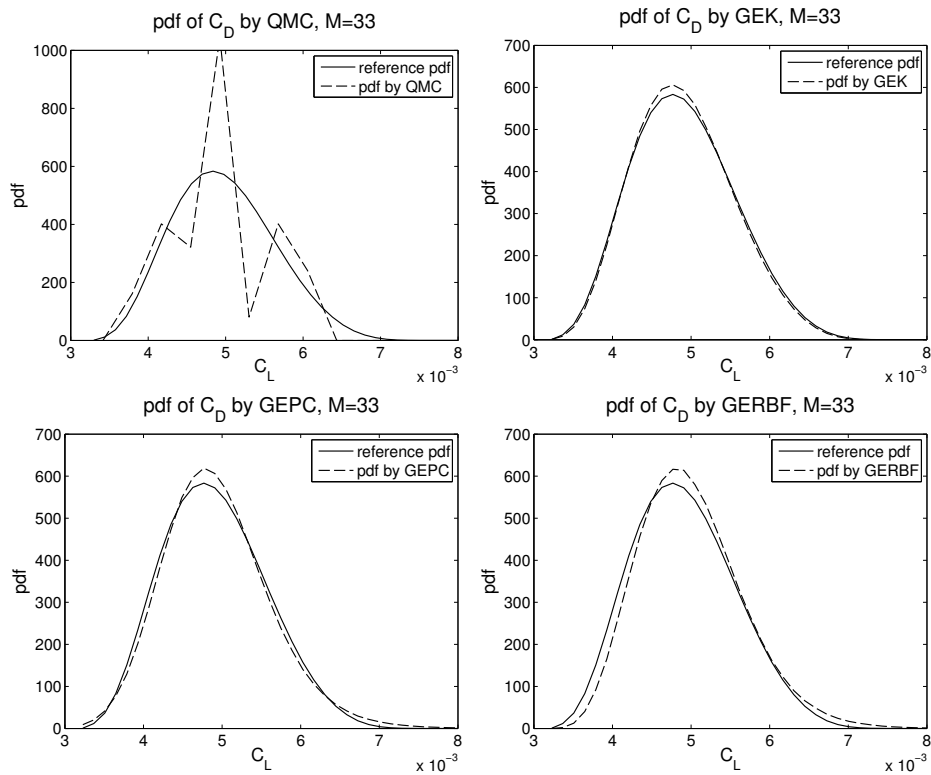 pdf of C_D by QMC, M=33
1000
800
600
400
200
0
pdf
reference pdf
pdf by QMC
3 4 5 6 7 8
C_L
x 10^-3
pdf of C_D by GEK, M=33
700
600
500
400
300
200
100
0
pdf
reference pdf
pdf by GEK
3 4 5 6 7 8
C_L
x 10^-3
pdf of C_D by GEPC, M=33
700
600
500
400
300
200
100
0
pdf
reference pdf
pdf by GEPC
3 4 5 6 7 8
C_L
x 10^-3
pdf of C_D by GERBF, M=33
700
600
500
400
300
200
100
0
pdf
reference pdf
pdf by GERBF
3 4 5 6 7 8
C_L
x 10^-3